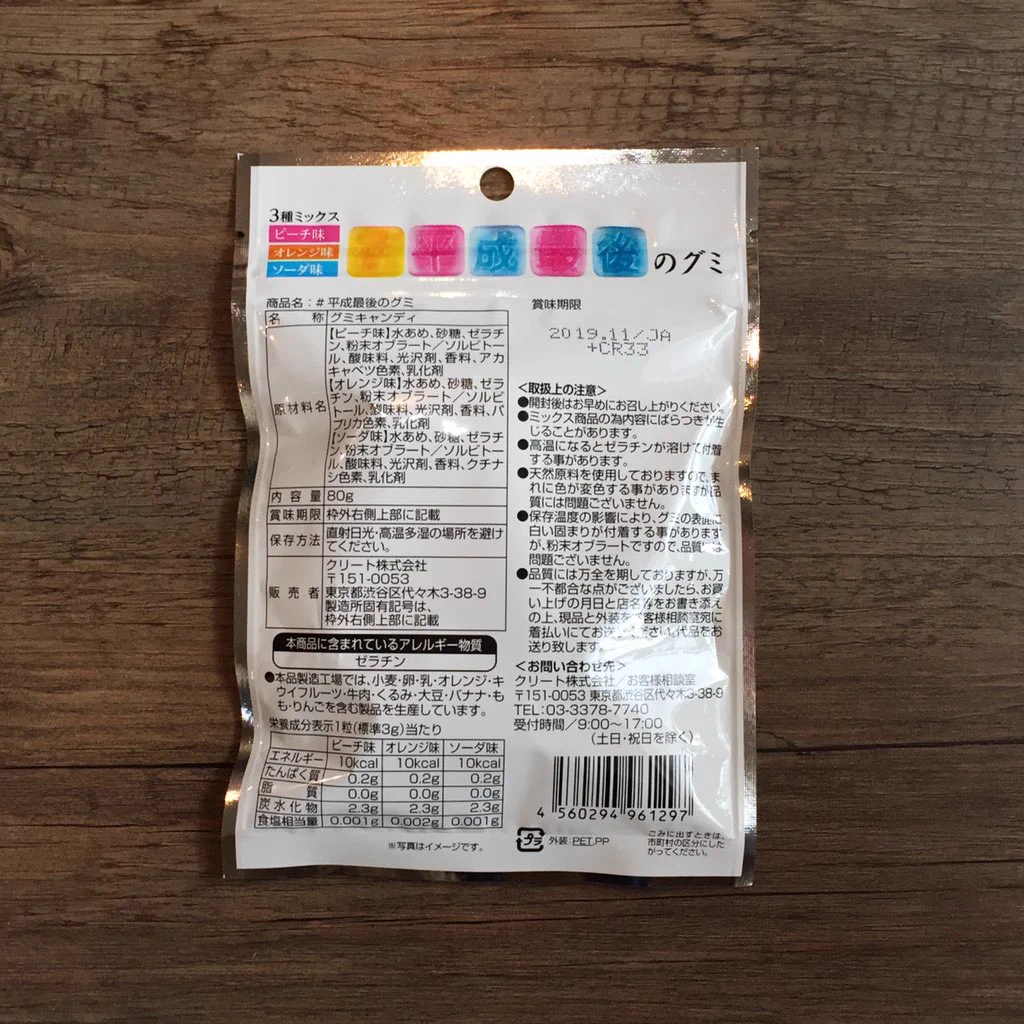 3種ミックス
ピーチ味
オレンジ味
ソーダ味
#平成最後のグミ
商品名：＃平成最後のグミ
名称 グミキャンディ
原材料名
【ピーチ味】水あめ、砂糖、ゼラチ
ン、粉末オブラート／ソルビトー
ル、酸味料、光沢剤、香料、アカ
キャベツ色素、乳化剤
【オレンジ味】水あめ、砂糖、ゼラ
チン、粉末オブラート／ソルビ
トール、酸味料、光沢剤、香料、パ
プリカ色素、乳化剤
【ソーダ味】水あめ、砂糖、ゼラチ
ン、粉末オブラート／ソルビトー
ル、酸味料、光沢剤、香料、クチナ
シ色素、乳化剤
内容量 80g
賞味期限 枠外右側上部に記載
保存方法 直射日光・高温多湿の場所を避け
てください。
販売者
クリート株式会社
〒151-0053
東京都渋谷区代々木3-38-9
製造所固有記号は、
枠外右側上部に記載
本商品に含まれているアレルギー物質
ゼラチン
●本品製造工場では、小麦・卵・乳・オレンジ・キ
ウイフルーツ・牛肉・くるみ・大豆・バナナ・も
も・りんごを含む製品を生産しています。
栄養成分表示1粒(標準3g)当たり
ピーチ味 オレンジ味 ソーダ味
エネルギー 10kcal 10kcal 10kcal
たんぱく質 0.2g 0.2g 0.2g
脂質 0.0g 0.0g 0.0g
炭水化物 2.3g 2.3g 2.3g
食塩相当量 0.001g 0.002g 0.001g
※写真はイメージです。
賞味期限
2019.11/JA
+CR33
＜取扱上の注意＞
●開封後はお早めにお召し上がりください。
●ミックス商品の為内容にばらつきが生
じることがあります。
●高温になるとゼラチンが溶けて付着
する事があります。
●天然原料を使用しておりますので、ま
れに色が変色する事がありますが品
質には問題ございません。
●保存温度の影響により、グミの表面に
白い固まりが付着する事があります
が、粉末オブラートですので、品質には
問題ございません。
●品質には万全を期しておりますが、万
一不都合な点がございましたら、お買
い上げの月日と店名等をお書き添え
の上、現品と外装をお客様相談室宛に
着払いにてお送りください。代品をお
送り致します。
＜お問い合わせ先＞
クリート株式会社／お客様相談室
〒151-0053 東京都渋谷区代々木3-38-9
TEL：03-3378-7740
受付時間／9:00〜17:00
（土日・祝日を除く）
4 560294 961297
プラ 外装：PET,PP
ごみに出すときは、
市町村の区分にした
がってください。